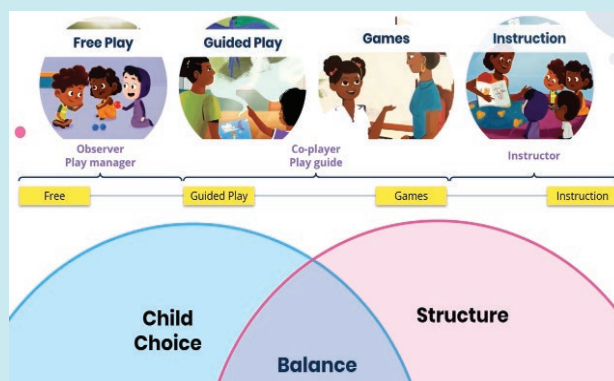 Free Play
Guided Play
Games
Instruction
Observer
Play manager
Co-player
Play guide
Instructor
Free
Guided Play
Games
Instruction
Child
Choice
Balance
Structure